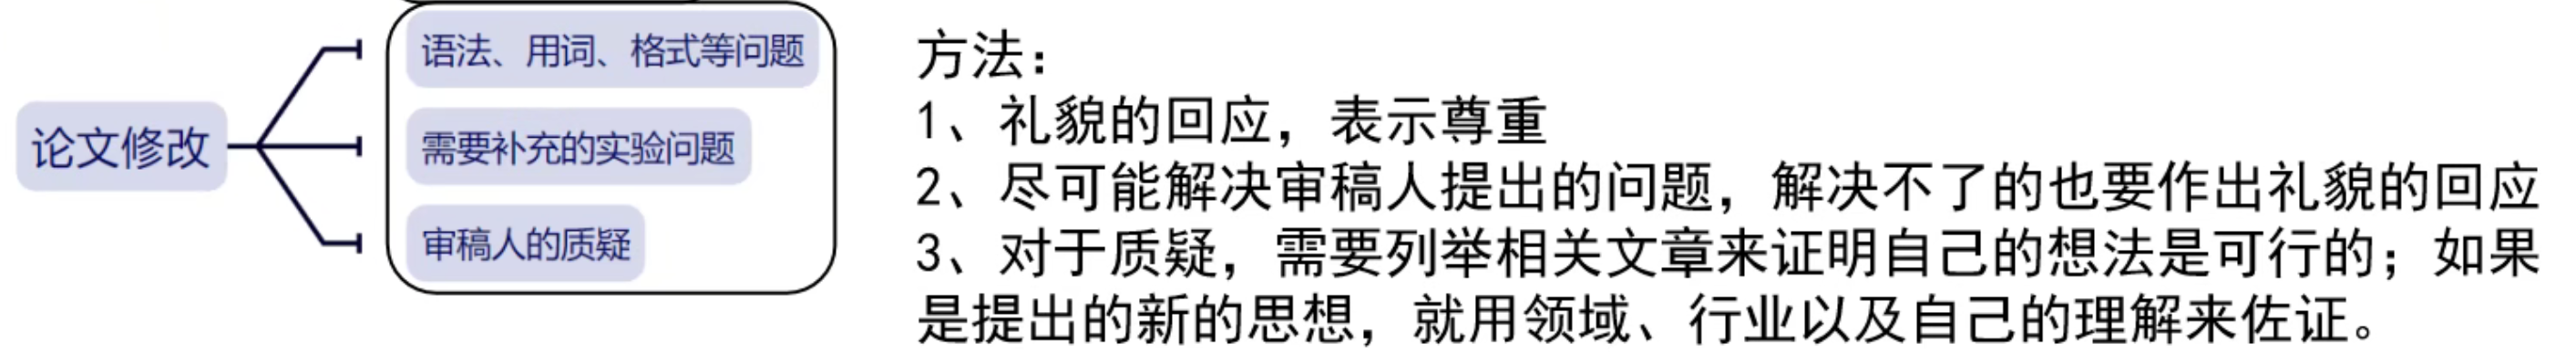 论文修改
语法、用词、格式等问题
需要补充的实验问题
审稿人的质疑
方法：
1、礼貌的回应，表示尊重
2、尽可能解决审稿人提出的问题，解决不了的也要作出礼貌的回应
3、对于质疑，需要列举相关文章来证明自己的想法是可行的；如果
是提出的新的思想，就用领域、行业以及自己的理解来佐证。